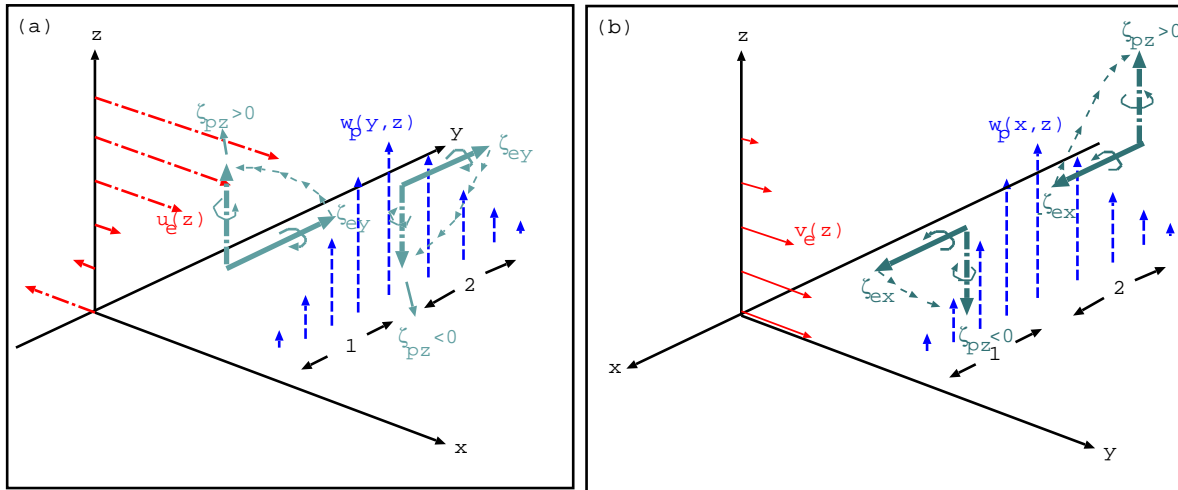 (a)
z
ζpz>0
wp(y,z)
y
ζey
ue(z)
ζey
2
1
ζpz<0
x
(b)
z
ζpz>0
wp(x,z)
ve(z)
ζex
ζex
2
ζpz<0
1
x
y